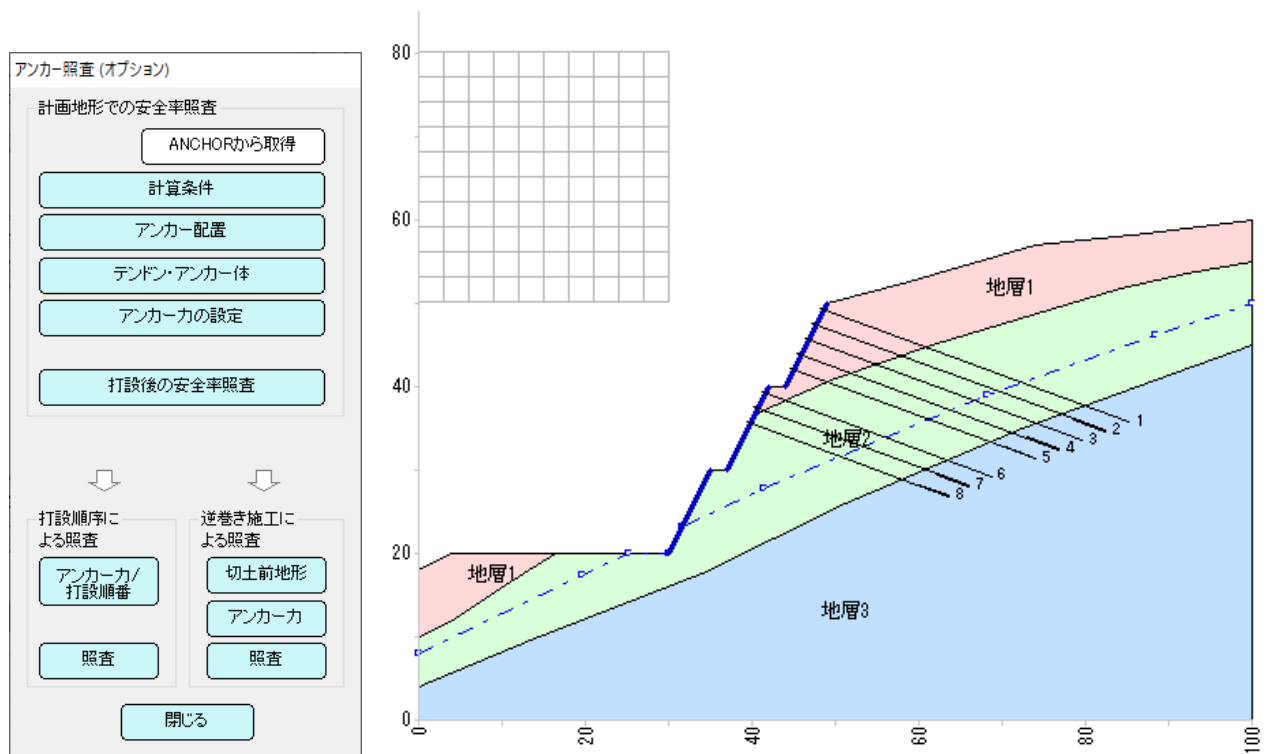 アンカー照査 (オプション)
計画地形での安全率照査
ANCHORから取得
計算条件
アンカー配置
テンドン・アンカー体
アンカー力の設定
打設後の安全率照査
打設順序に
よる照査
アンカー力/
打設順番
照査
逆巻き施工に
よる照査
切土前地形
アンカー力
照査
閉じる
80
60
40
20
0
0
20
40
60
80
100
地層1
地層2
地層1
地層3
1
2
3
4
5
6
7
8